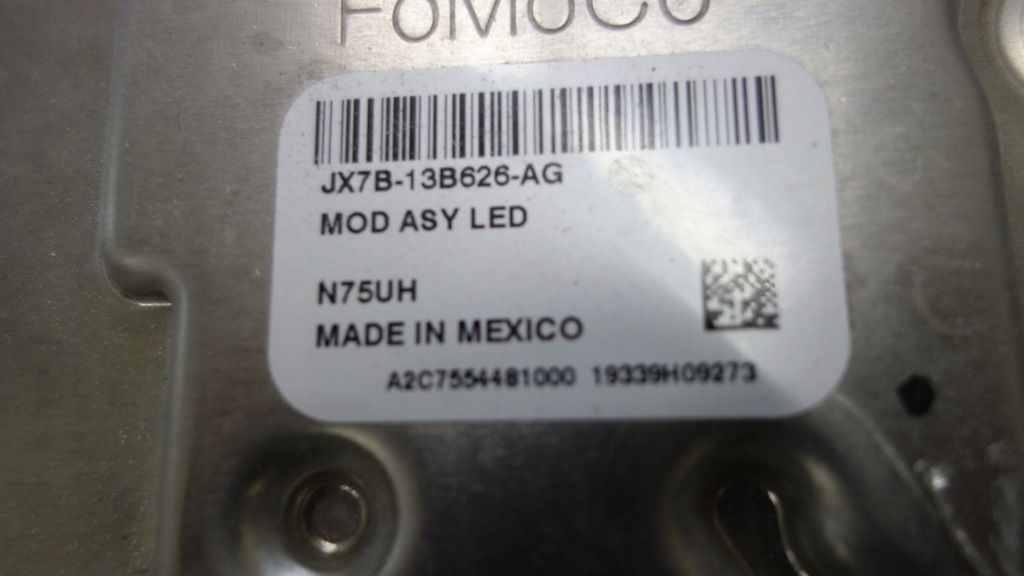 FoMoCo
JX7B-13B626-AG
MOD ASY LED
N75UH
MADE IN MEXICO
A2C7554481000 19339H09273